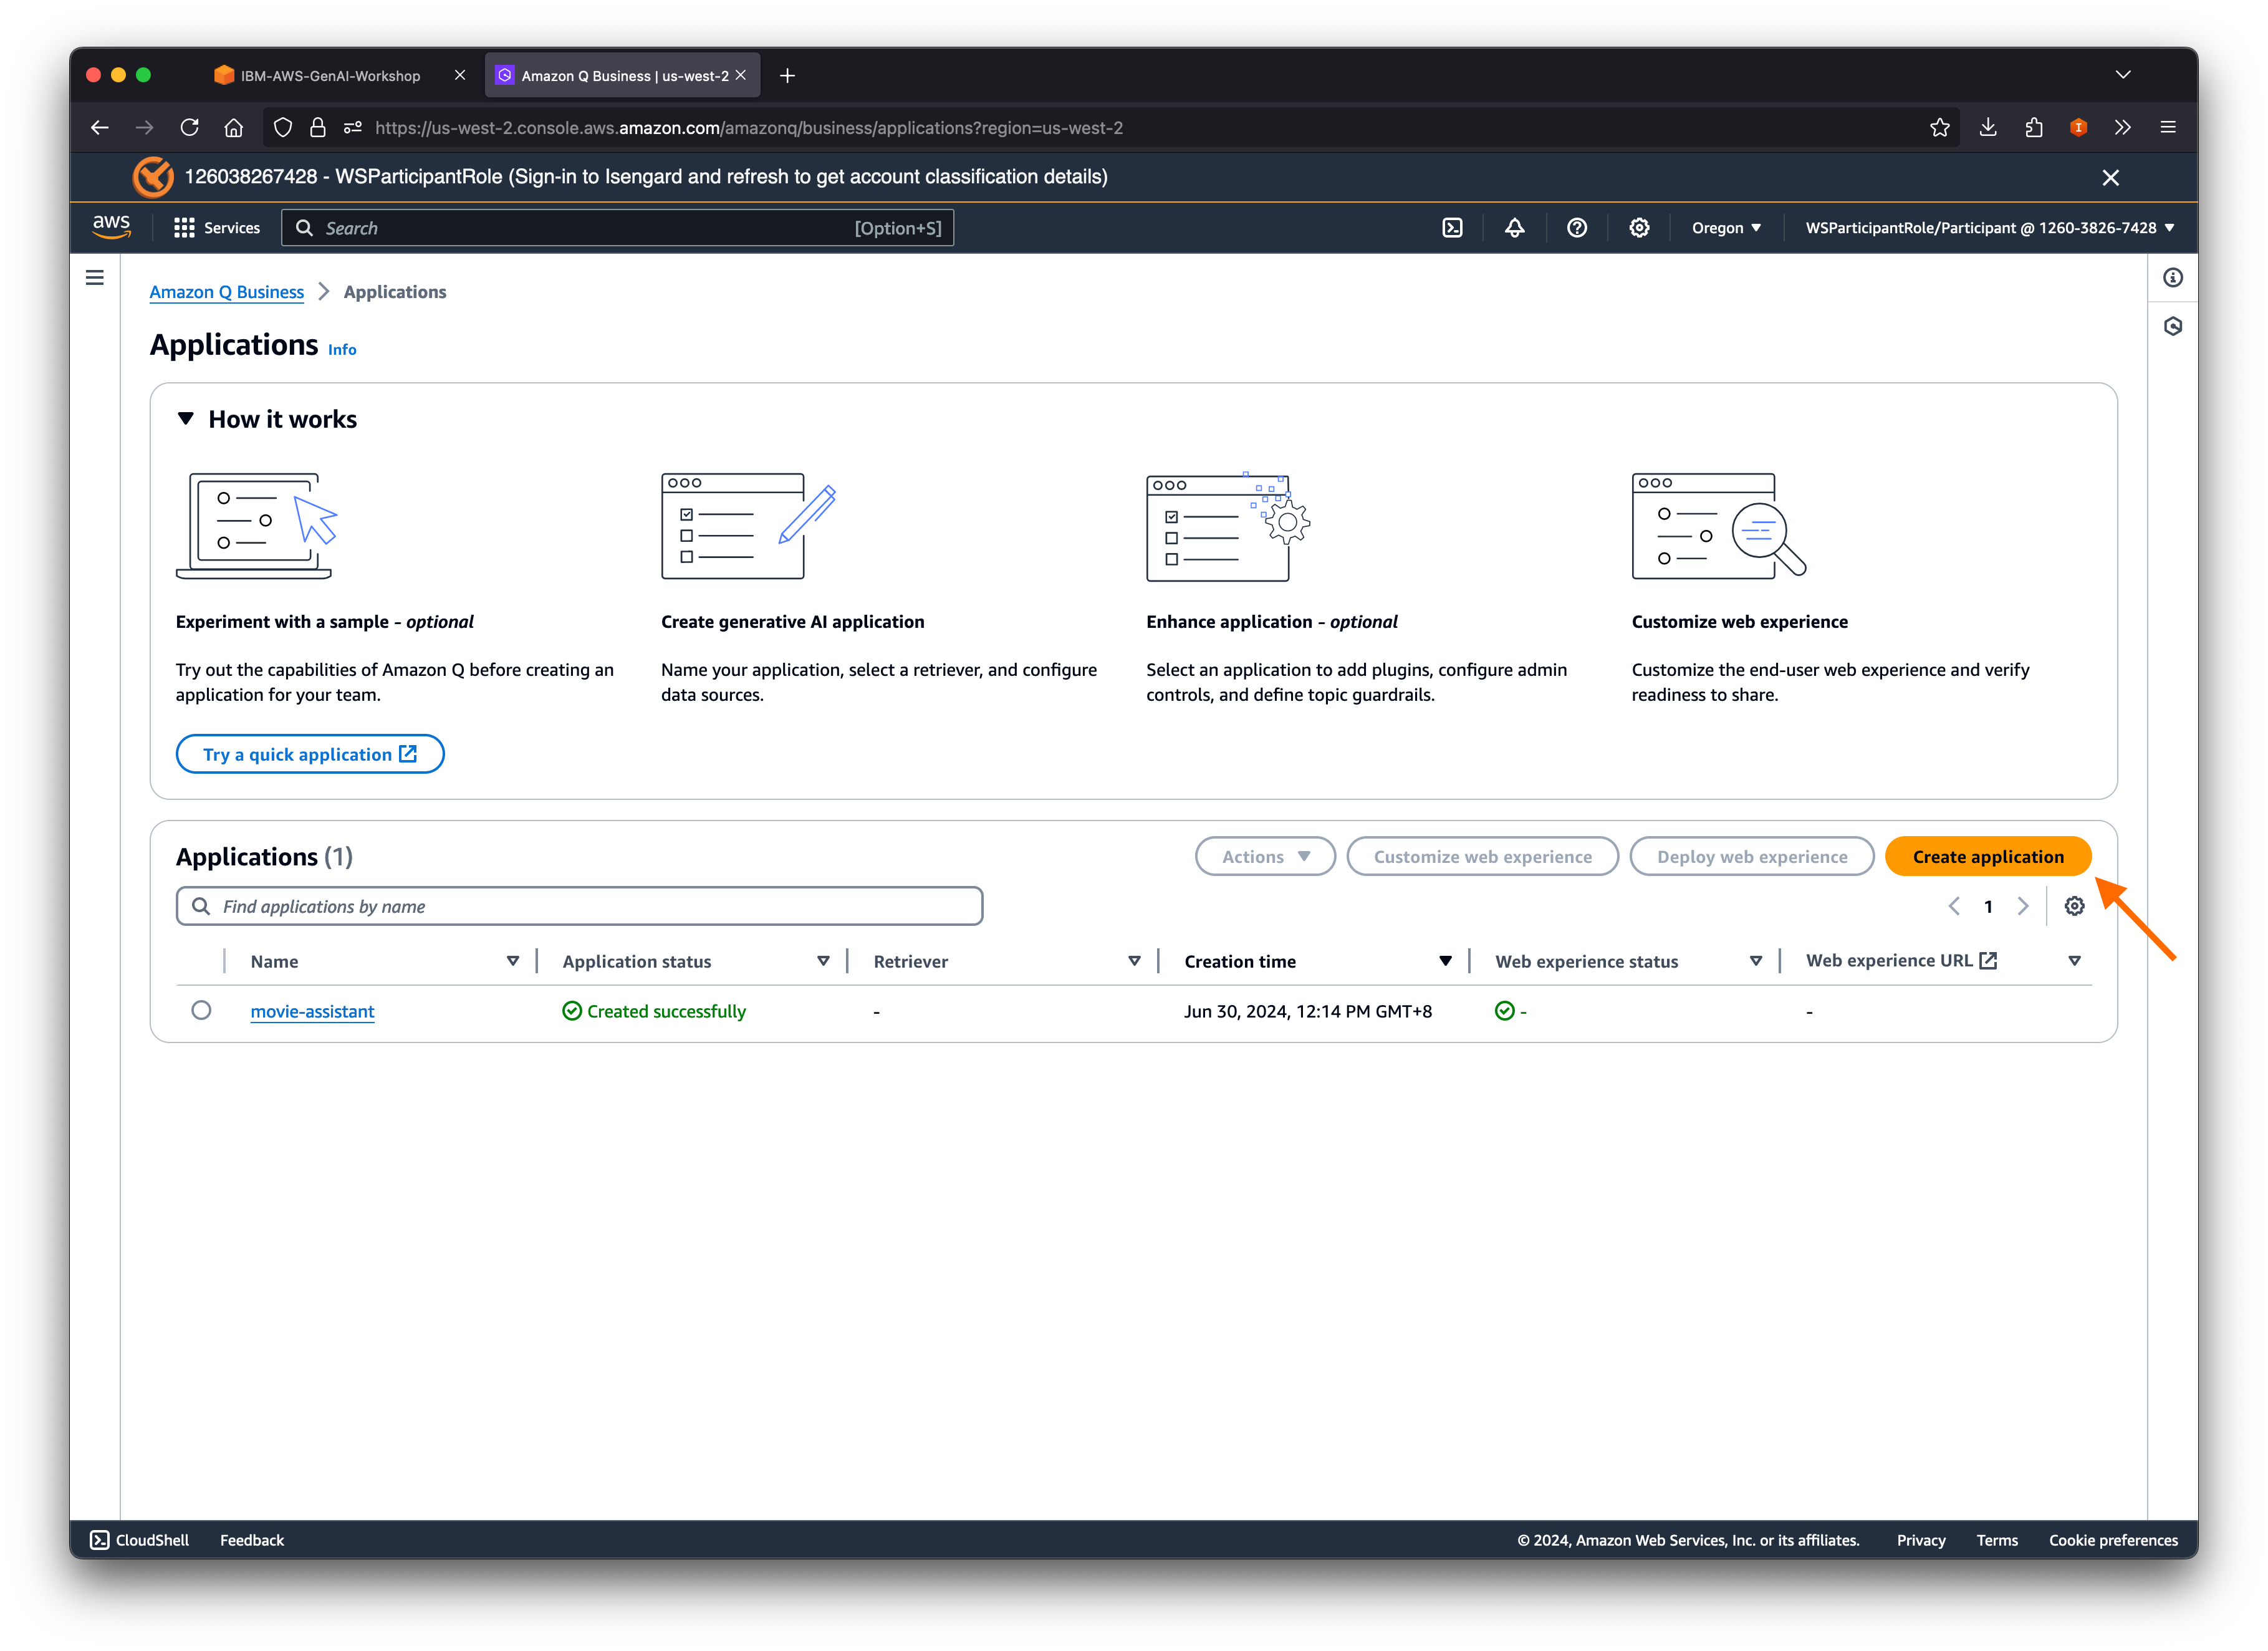 IBM-AWS-GenAI-Workshop
Amazon Q Business | us-west-2
https://us-west-2.console.aws.amazon.com/amazonq/business/applications?region=us-west-2
126038267428 - WSParticipantRole (Sign-in to Isengard and refresh to get account classification details)
aws Services Search [Option+S] Oregon WSParticipantRole/Participant @ 1260-3826-7428
Amazon Q Business Applications
Applications Info
How it works
Experiment with a sample – optional
Try out the capabilities of Amazon Q before creating an
application for your team.
Try a quick application
Create generative AI application
Name your application, select a retriever, and configure
data sources.
Enhance application – optional
Select an application to add plugins, configure admin
controls, and define topic guardrails.
Customize web experience
Customize the end-user web experience and verify
readiness to share.
Applications (1)
Actions Customize web experience Deploy web experience Create application
Find applications by name
1
Name Application status Retriever Creation time Web experience status Web experience URL
movie-assistant Created successfully - Jun 30, 2024, 12:14 PM GMT+8 - -
CloudShell Feedback © 2024, Amazon Web Services, Inc. or its affiliates. Privacy Terms Cookie preferences